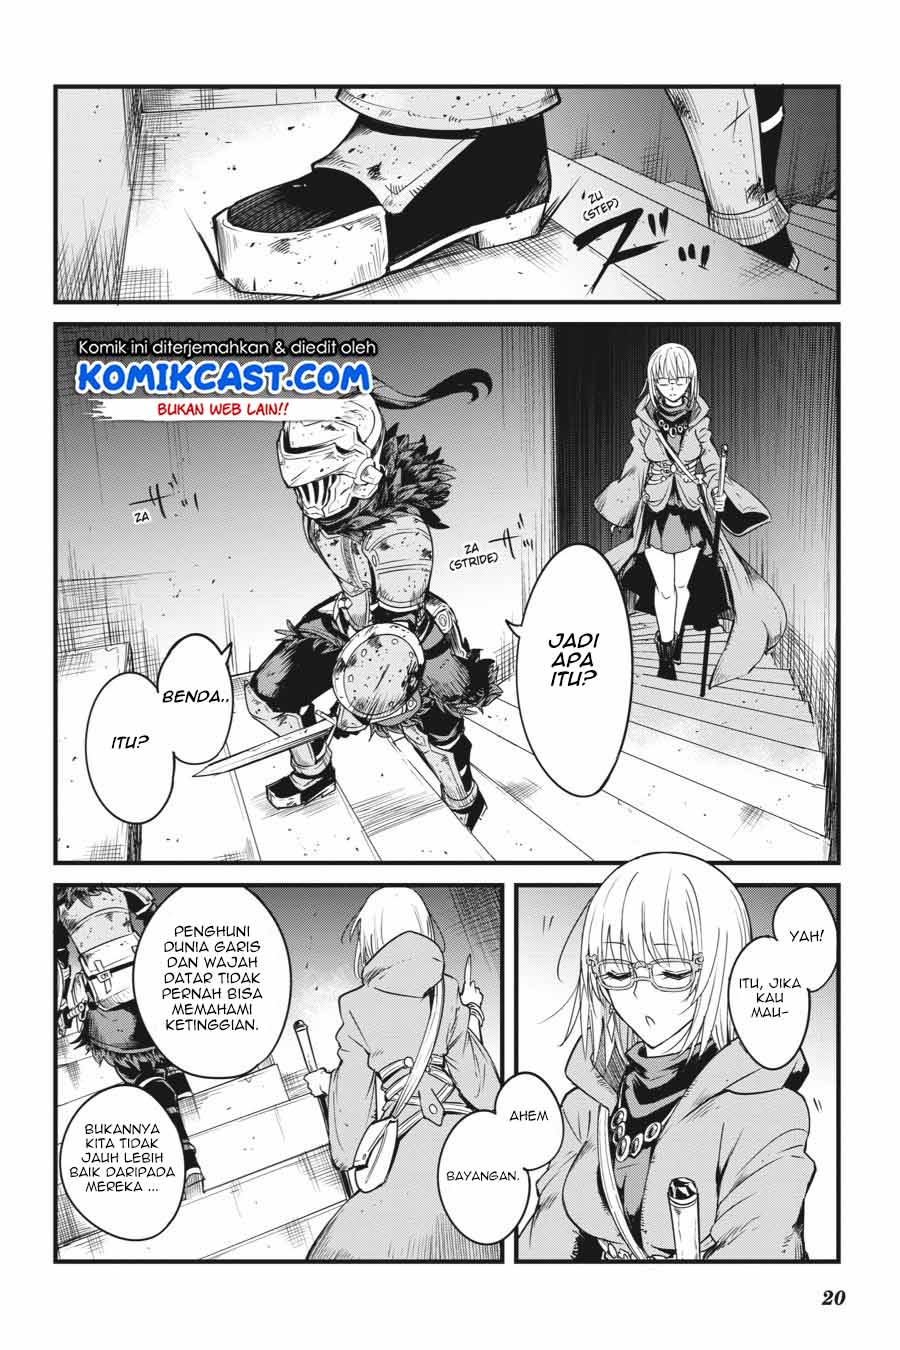 ZU
(STEP)
ズッ
Komik ini diterjemahkan & diedit oleh
KOMIKCAST.COM
BUKAN WEB LAIN!!
ZA
(STRIDE)
ザッ
JADI
APA
ITU?
ZA
ザッ
BENDA..
ITU?
YAH!
ITU, JIKA
KAU
MAU-
AHEM
BAYANGAN.
PENGHUNI
DUNIA GARIS
DAN WAJAH
DATAR TIDAK
PERNAH BISA
MEMAHAMI
KETINGGIAN.
BUKANNYA
KITA TIDAK
JAUH LEBIH
BAIK DARIPADA
MEREKA ...
20